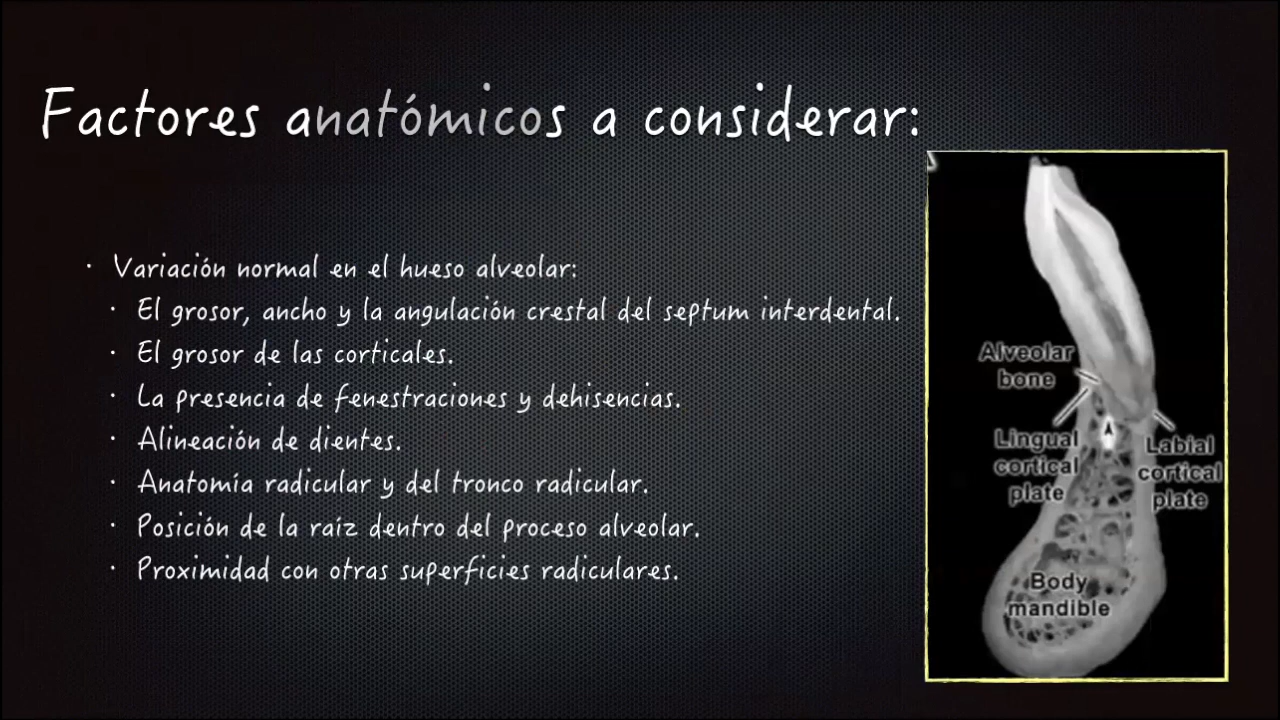 Factores anatómicos a considerar:
· Variación normal en el hueso alveolar:
· El grosor, ancho y la angulación crestal del septum interdental.
· El grosor de las corticales.
· La presencia de fenestraciones y dehisencias.
· Alineación de dientes.
· Anatomía radicular y del tronco radicular.
· Posición de la raíz dentro del proceso alveolar.
· Proximidad con otras superficies radiculares.
Alveolar
bone
Lingual
cortical
plate
Labial
cortical
plate
Body
mandible